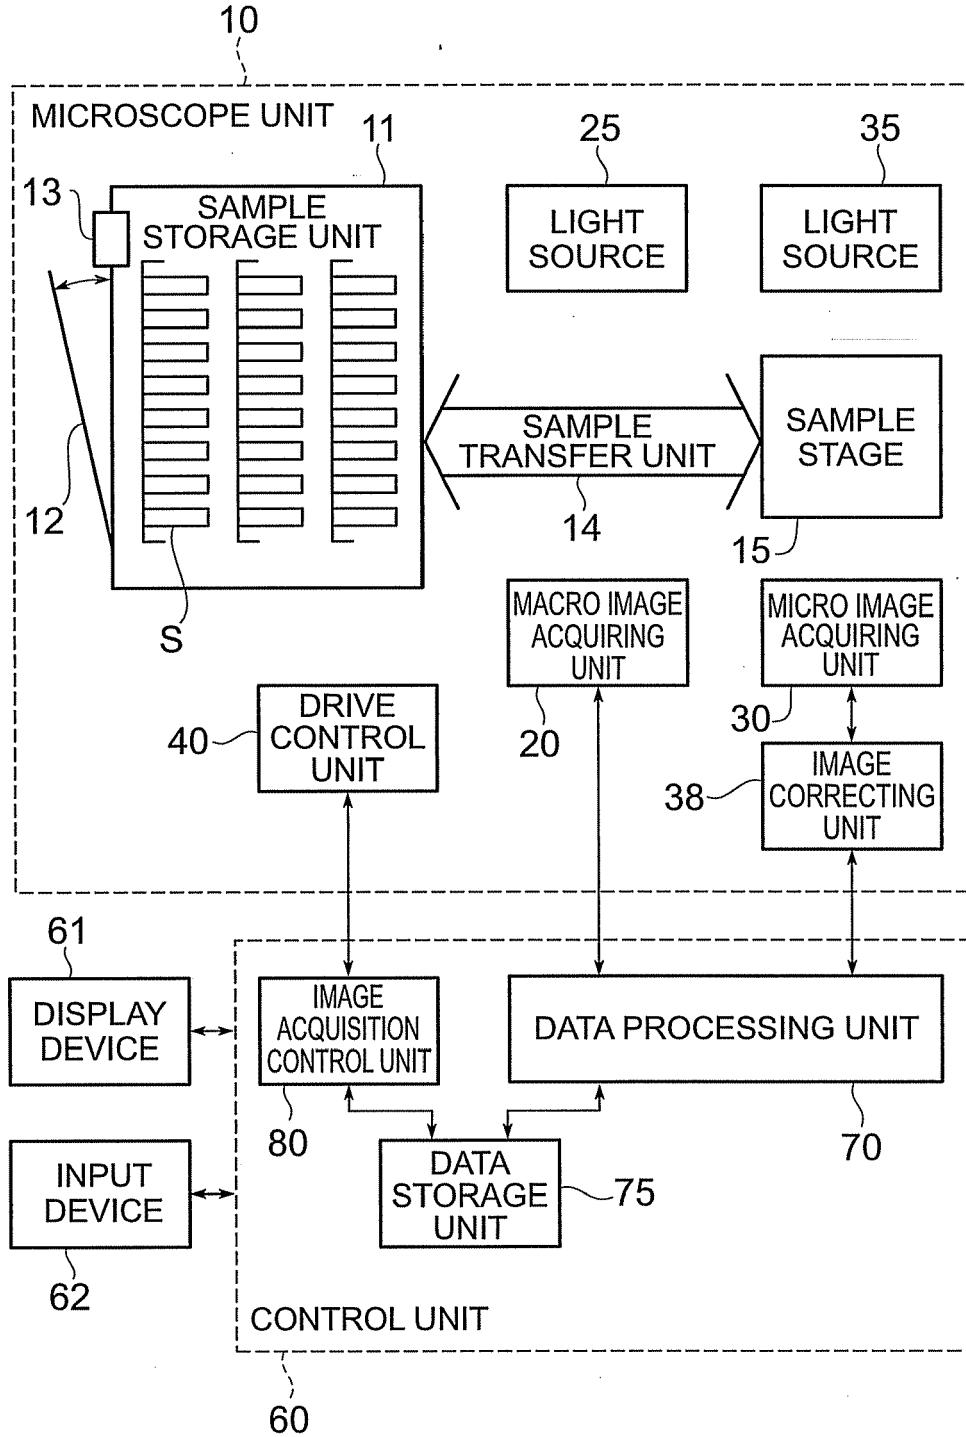 10
MICROSCOPE UNIT
11
25
35
13
SAMPLE
STORAGE UNIT
LIGHT
SOURCE
LIGHT
SOURCE
SAMPLE
TRANSFER UNIT
SAMPLE
STAGE
12
14
15
S
MACRO IMAGE
ACQUIRING
UNIT
MICRO IMAGE
ACQUIRING
UNIT
20
30
40
DRIVE
CONTROL
UNIT
38
IMAGE
CORRECTING
UNIT
61
DISPLAY
DEVICE
IMAGE
ACQUISITION
CONTROL UNIT
DATA PROCESSING UNIT
80
70
INPUT
DEVICE
DATA
STORAGE
UNIT
75
62
CONTROL UNIT
60